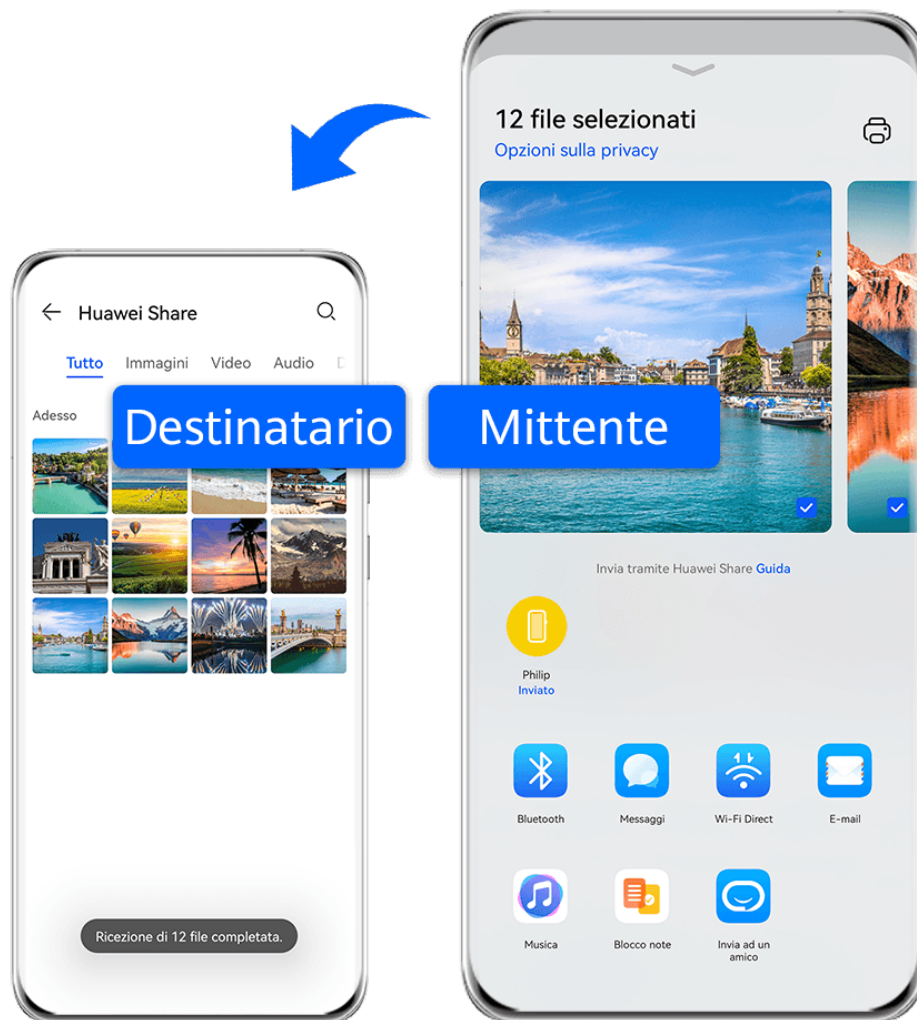 12 file selezionati
Opzioni sulla privacy
Huawei Share
Tutto Immagini Video Audio
Adesso
Destinatario
Mittente
Invia tramite Huawei Share Guida
Philip
Inviato
Bluetooth Messaggi Wi-Fi Direct E-mail
Musica Blocco note Invia ad un
amico
Ricezione di 12 file completata.